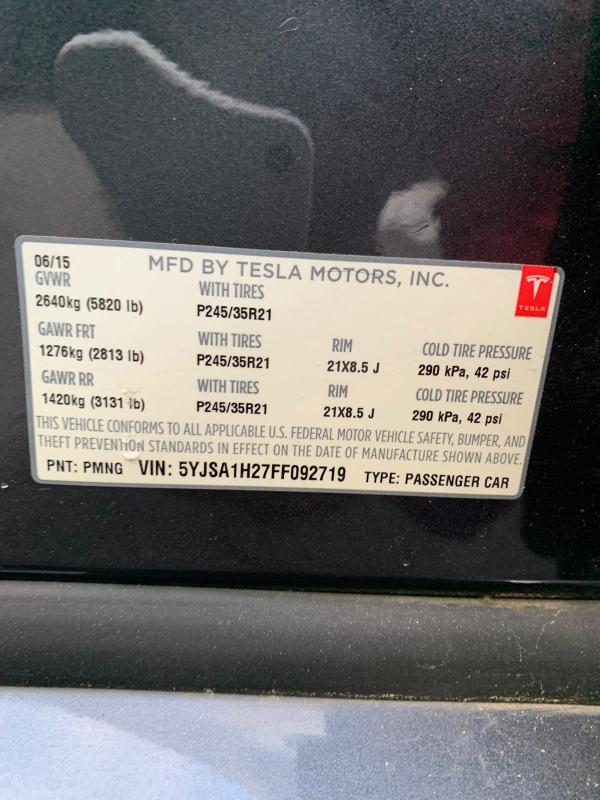 06/15 MFD BY TESLA MOTORS, INC.
TESLA
GVWR WITH TIRES
2640kg (5820 lb) P245/35R21
GAWR FRT WITH TIRES RIM COLD TIRE PRESSURE
1276kg (2813 lb) P245/35R21 21X8.5 J 290 kPa, 42 psi
GAWR RR WITH TIRES RIM COLD TIRE PRESSURE
1420kg (3131 lb) P245/35R21 21X8.5 J 290 kPa, 42 psi
THIS VEHICLE CONFORMS TO ALL APPLICABLE U.S. FEDERAL MOTOR VEHICLE SAFETY, BUMPER, AND
THEFT PREVENTION STANDARDS IN EFFECT ON THE DATE OF MANUFACTURE SHOWN ABOVE.
PNT: PMNG VIN: 5YJSA1H27FF092719 TYPE: PASSENGER CAR